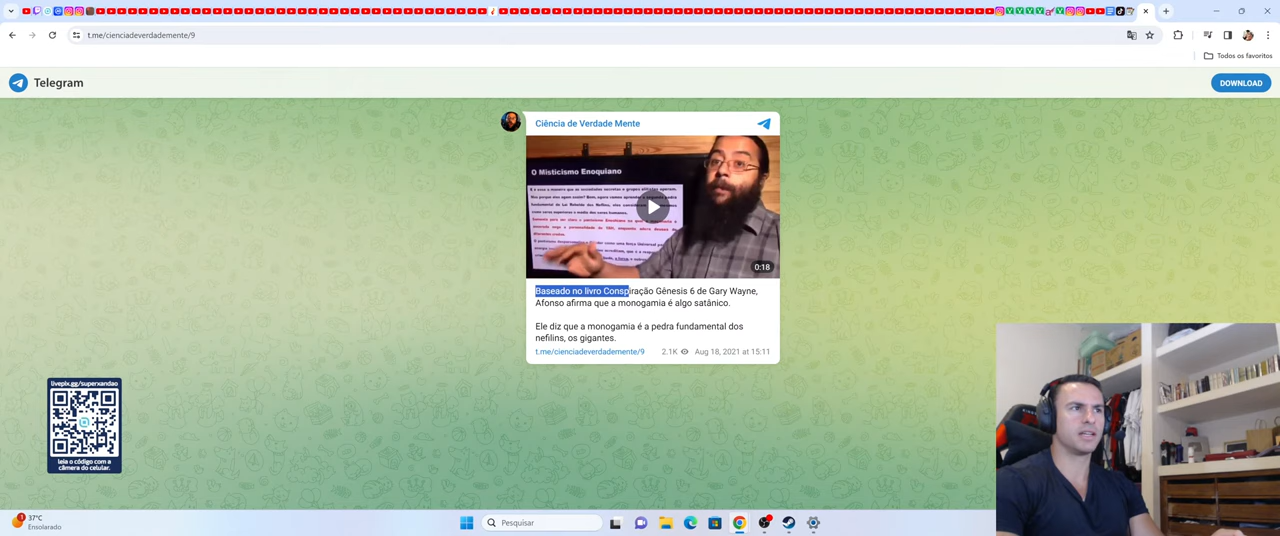 t.me/cienciadeverdademente/9
Todos os favoritos
Telegram
DOWNLOAD
Ciência de Verdade Mente
O Misticismo Enoquiano
0:18
Baseado no livro Conspiração Gênesis 6 de Gary Wayne,
Afonso afirma que a monogamia é algo satânico.
Ele diz que a monogamia é a pedra fundamental dos
nefilins, os gigantes.
t.me/cienciadeverdademente/9 2.1K Aug 18, 2021 at 15:11
livepix.gg/superxandao
leia o código com a
câmera do celular.
1
37°C
Ensolarado
Pesquisar